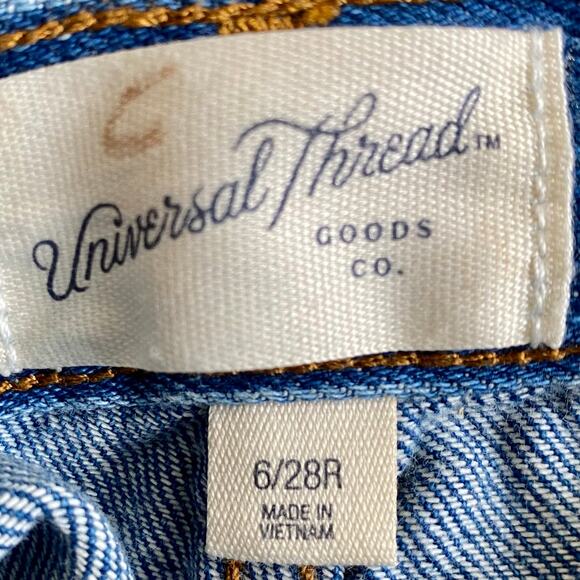 Universal Thread™
GOODS
CO.
6/28R
MADE IN
VIETNAM